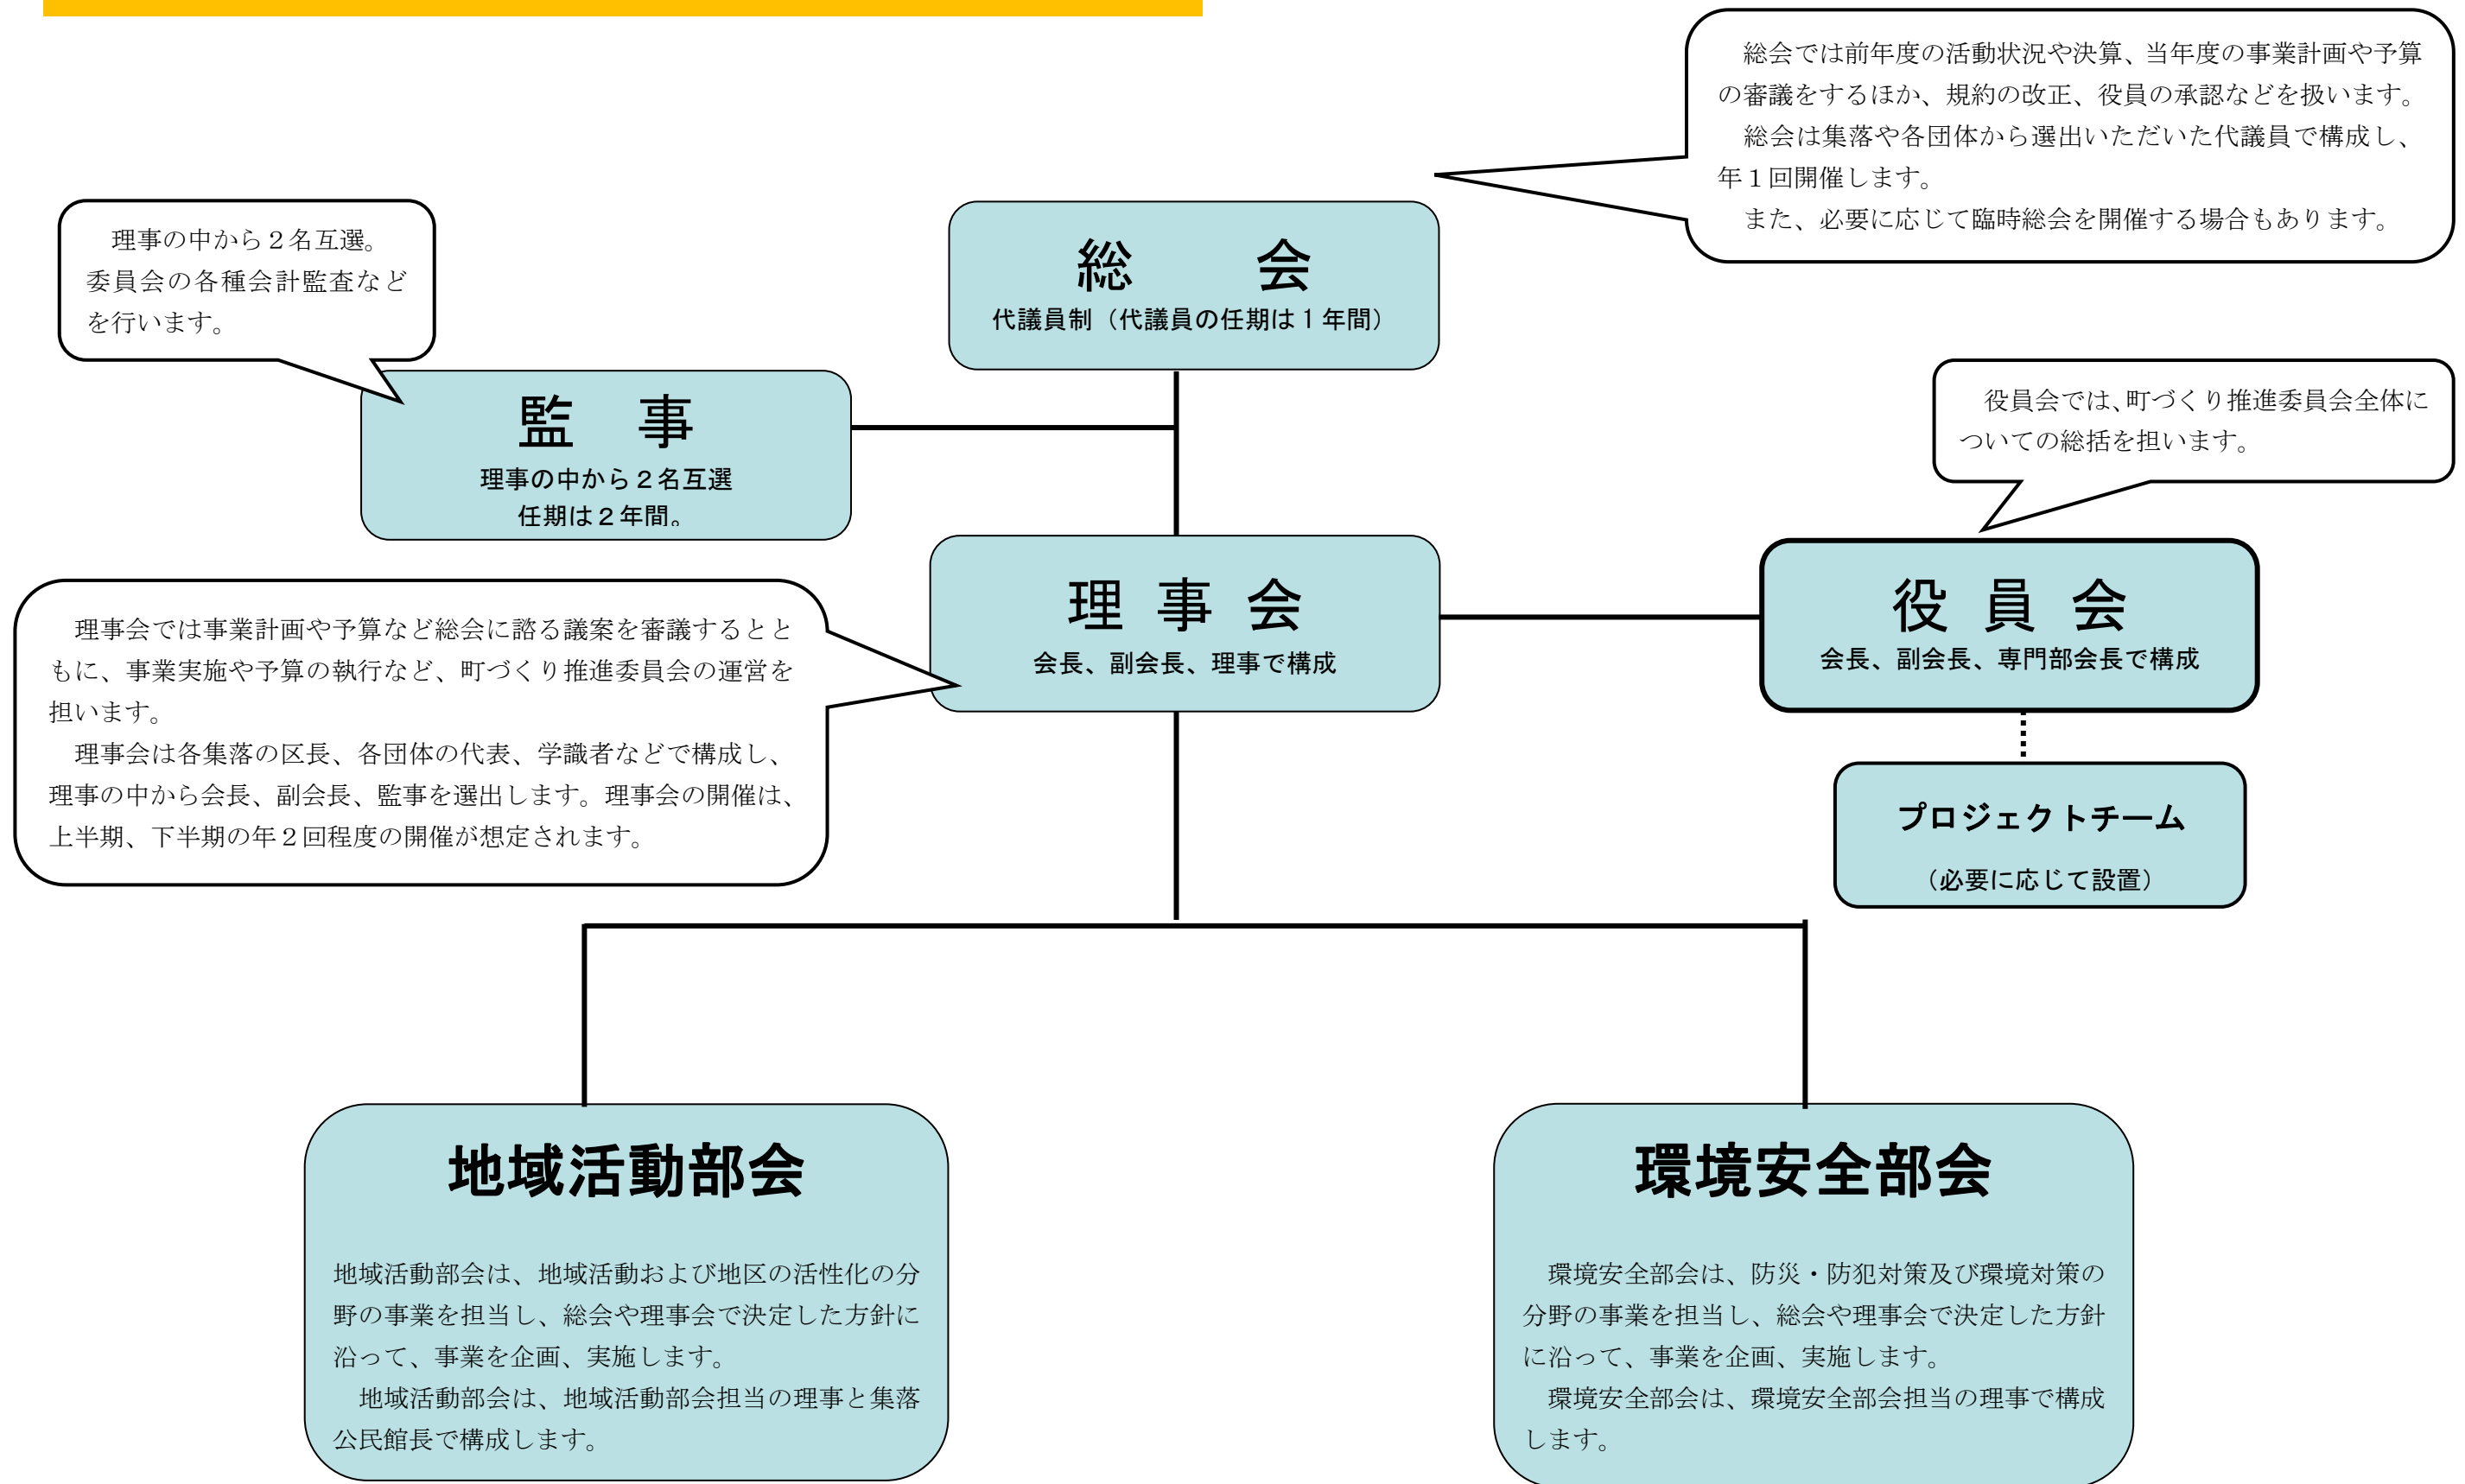 総会では前年度の活動状況や決算、当年度の事業計画や予算
の審議をするほか、規約の改正、役員の承認などを扱います。
総会は集落や各団体から選出いただいた代議員で構成し、
年１回開催します。
また、必要に応じて臨時総会を開催する場合もあります。
総　会
代議員制（代議員の任期は１年間）
理事の中から２名互選。
委員会の各種会計監査など
を行います。
監　事
理事の中から２名互選
任期は２年間。
役員会では、町づくり推進委員会全体に
ついての総括を担います。
理 事 会
会長、副会長、理事で構成
役 員 会
会長、副会長、専門部会長で構成
理事会では事業計画や予算など総会に諮る議案を審議するとと
もに、事業実施や予算の執行など、町づくり推進委員会の運営を
担います。
理事会は各集落の区長、各団体の代表、学識者などで構成し、
理事の中から会長、副会長、監事を選出します。理事会の開催は、
上半期、下半期の年２回程度の開催が想定されます。
プロジェクトチーム
（必要に応じて設置）
地域活動部会
地域活動部会は、地域活動および地区の活性化の分
野の事業を担当し、総会や理事会で決定した方針に
沿って、事業を企画、実施します。
地域活動部会は、地域活動部会担当の理事と集落
公民館長で構成します。
環境安全部会
環境安全部会は、防災・防犯対策及び環境対策の
分野の事業を担当し、総会や理事会で決定した方針
に沿って、事業を企画、実施します。
環境安全部会は、環境安全部会担当の理事で構成
します。